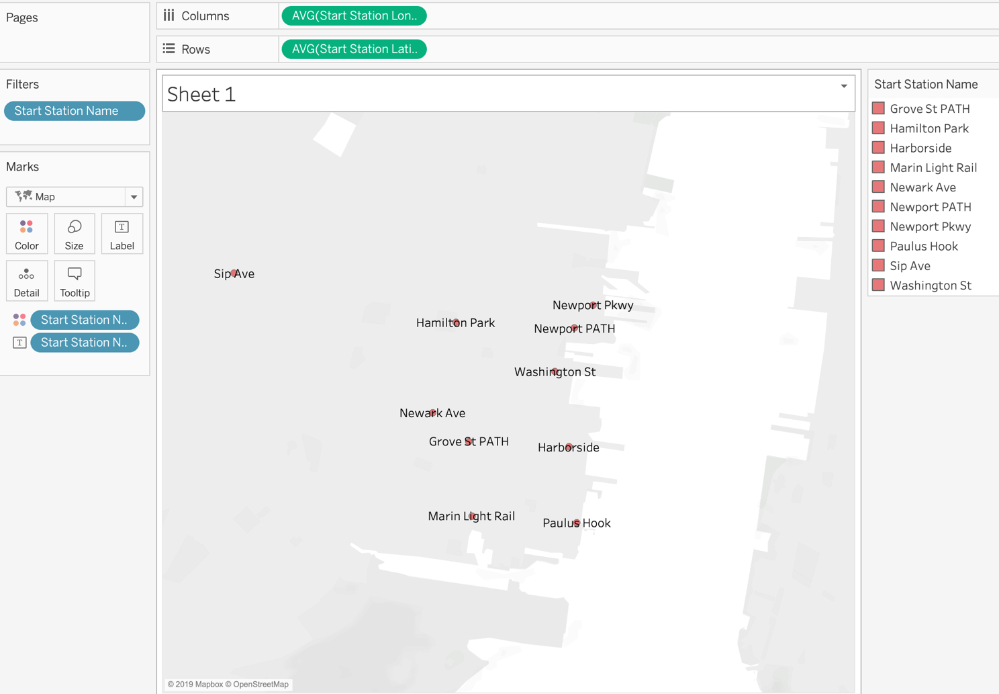 Pages
Columns
AVG(Start Station Lon..
Rows
AVG(Start Station Lati..
Filters
Start Station Name
Marks
Map
Color
Size
T
Label
Detail
Tooltip
Start Station N..
T
Start Station N..
Sheet 1
Sip Ave
Newport Pkwy
Hamilton Park
Newport PATH
Washington St
Newark Ave
Grove St PATH
Harborside
Marin Light Rail
Paulus Hook
© 2019 Mapbox © OpenStreetMap
Start Station Name
Grove St PATH
Hamilton Park
Harborside
Marin Light Rail
Newark Ave
Newport PATH
Newport Pkwy
Paulus Hook
Sip Ave
Washington St